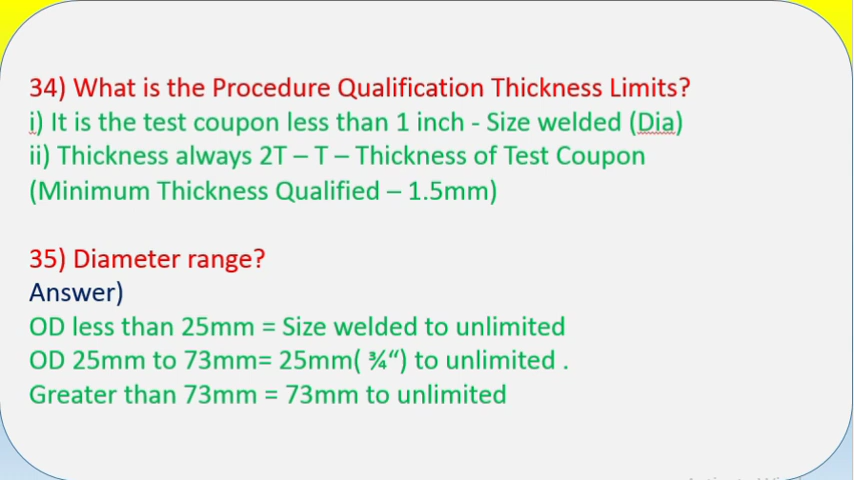 34) What is the Procedure Qualification Thickness Limits?
i) It is the test coupon less than 1 inch - Size welded (Dia)
ii) Thickness always 2T – T – Thickness of Test Coupon
(Minimum Thickness Qualified – 1.5mm)
35) Diameter range?
Answer)
OD less than 25mm = Size welded to unlimited
OD 25mm to 73mm= 25mm( ¾“) to unlimited .
Greater than 73mm = 73mm to unlimited